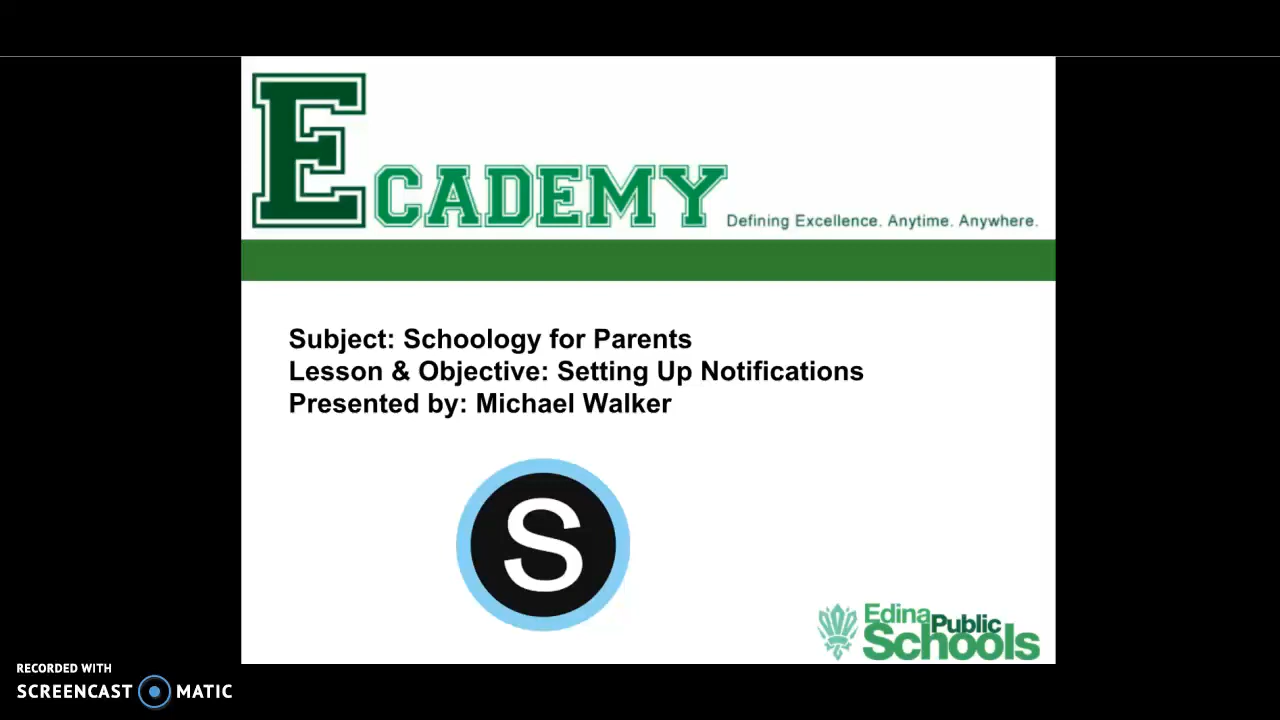 ECADEMY Defining Excellence. Anytime. Anywhere.
Subject: Schoology for Parents
Lesson & Objective: Setting Up Notifications
Presented by: Michael Walker
S
Edina Public
Schools
RECORDED WITH
SCREENCAST MATIC